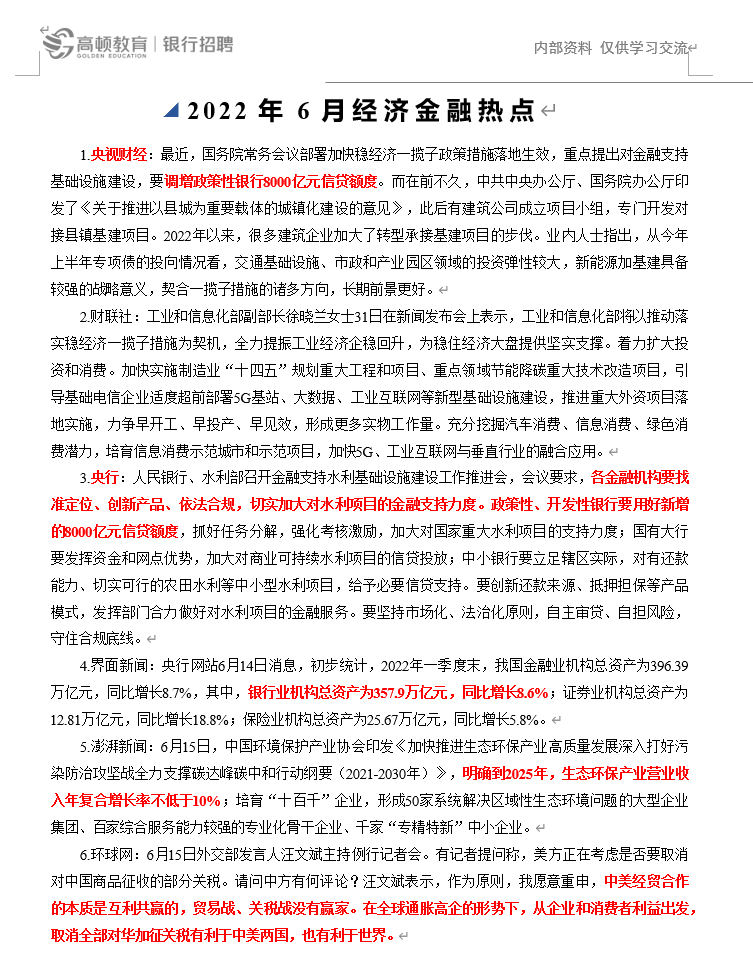 高顿教育 | 银行招聘
GOLDEN EDUCATION
内部资料 仅供学习交流
2022 年 6 月经济金融热点
1.央视财经：最近，国务院常务会议部署加快稳经济一揽子政策措施落地生效，重点提出对金融支持
基础设施建设，要调增政策性银行8000亿元信贷额度。而在前不久，中共中央办公厅、国务院办公厅印
发了《关于推进以县城为重要载体的城镇化建设的意见》，此后有建筑公司成立项目小组，专门开发对
接县镇基建项目。2022年以来，很多建筑企业加大了转型承接基建项目的步伐。业内人士指出，从今年
上半年专项债的投向情况看，交通基础设施、市政和产业园区领域的投资弹性较大，新能源加基建具备
较强的战略意义，契合一揽子措施的诸多方向，长期前景更好。
2.财联社：工业和信息化部副部长徐晓兰女士31日在新闻发布会上表示，工业和信息化部将以推动落
实稳经济一揽子措施为契机，全力提振工业经济企稳回升，为稳住经济大盘提供坚实支撑。着力扩大投
资和消费。加快实施制造业“十四五”规划重大工程和项目、重点领域节能降碳重大技术改造项目，引
导基础电信企业适度超前部署5G基站、大数据、工业互联网等新型基础设施建设，推进重大外资项目落
地实施，力争早开工、早投产、早见效，形成更多实物工作量。充分挖掘汽车消费、信息消费、绿色消
费潜力，培育信息消费示范城市和示范项目，加快5G、工业互联网与垂直行业的融合应用。
3.央行：人民银行、水利部召开金融支持水利基础设施建设工作推进会，会议要求，各金融机构要找
准定位、创新产品、依法合规，切实加大对水利项目的金融支持力度。政策性、开发性银行要用好新增
的8000亿元信贷额度，抓好任务分解，强化考核激励，加大对国家重大水利项目的支持力度；国有大行
要发挥资金和网点优势，加大对商业可持续水利项目的信贷投放；中小银行要立足辖区实际，对有还款
能力、切实可行的农田水利等中小型水利项目，给予必要信贷支持。要创新还款来源、抵押担保等产品
模式，发挥部门合力做好对水利项目的金融服务。要坚持市场化、法治化原则，自主审贷、自担风险，
守住合规底线。
4.界面新闻：央行网站6月14日消息，初步统计，2022年一季度末，我国金融业机构总资产为396.39
万亿元，同比增长8.7%，其中，银行业机构总资产为357.9万亿元，同比增长8.6%；证券业机构总资产为
12.81万亿元，同比增长18.8%；保险业机构总资产为25.67万亿元，同比增长5.8%。
5.澎湃新闻：6月15日，中国环境保护产业协会印发《加快推进生态环保产业高质量发展深入打好污
染防治攻坚战全力支撑碳达峰碳中和行动纲要（2021-2030年）》，明确到2025年，生态环保产业营业收
入年复合增长率不低于10%；培育“十百千”企业，形成50家系统解决区域性生态环境问题的大型企业
集团、百家综合服务能力较强的专业化骨干企业、千家“专精特新”中小企业。
6.环球网：6月15日外交部发言人汪文斌主持例行记者会。有记者提问称，美方正在考虑是否要取消
对中国商品征收的部分关税。请问中方有何评论？汪文斌表示，作为原则，我愿意重申，中美经贸合作
的本质是互利共赢的，贸易战、关税战没有赢家。在全球通胀高企的形势下，从企业和消费者利益出发，
取消全部对华加征关税有利于中美两国，也有利于世界。